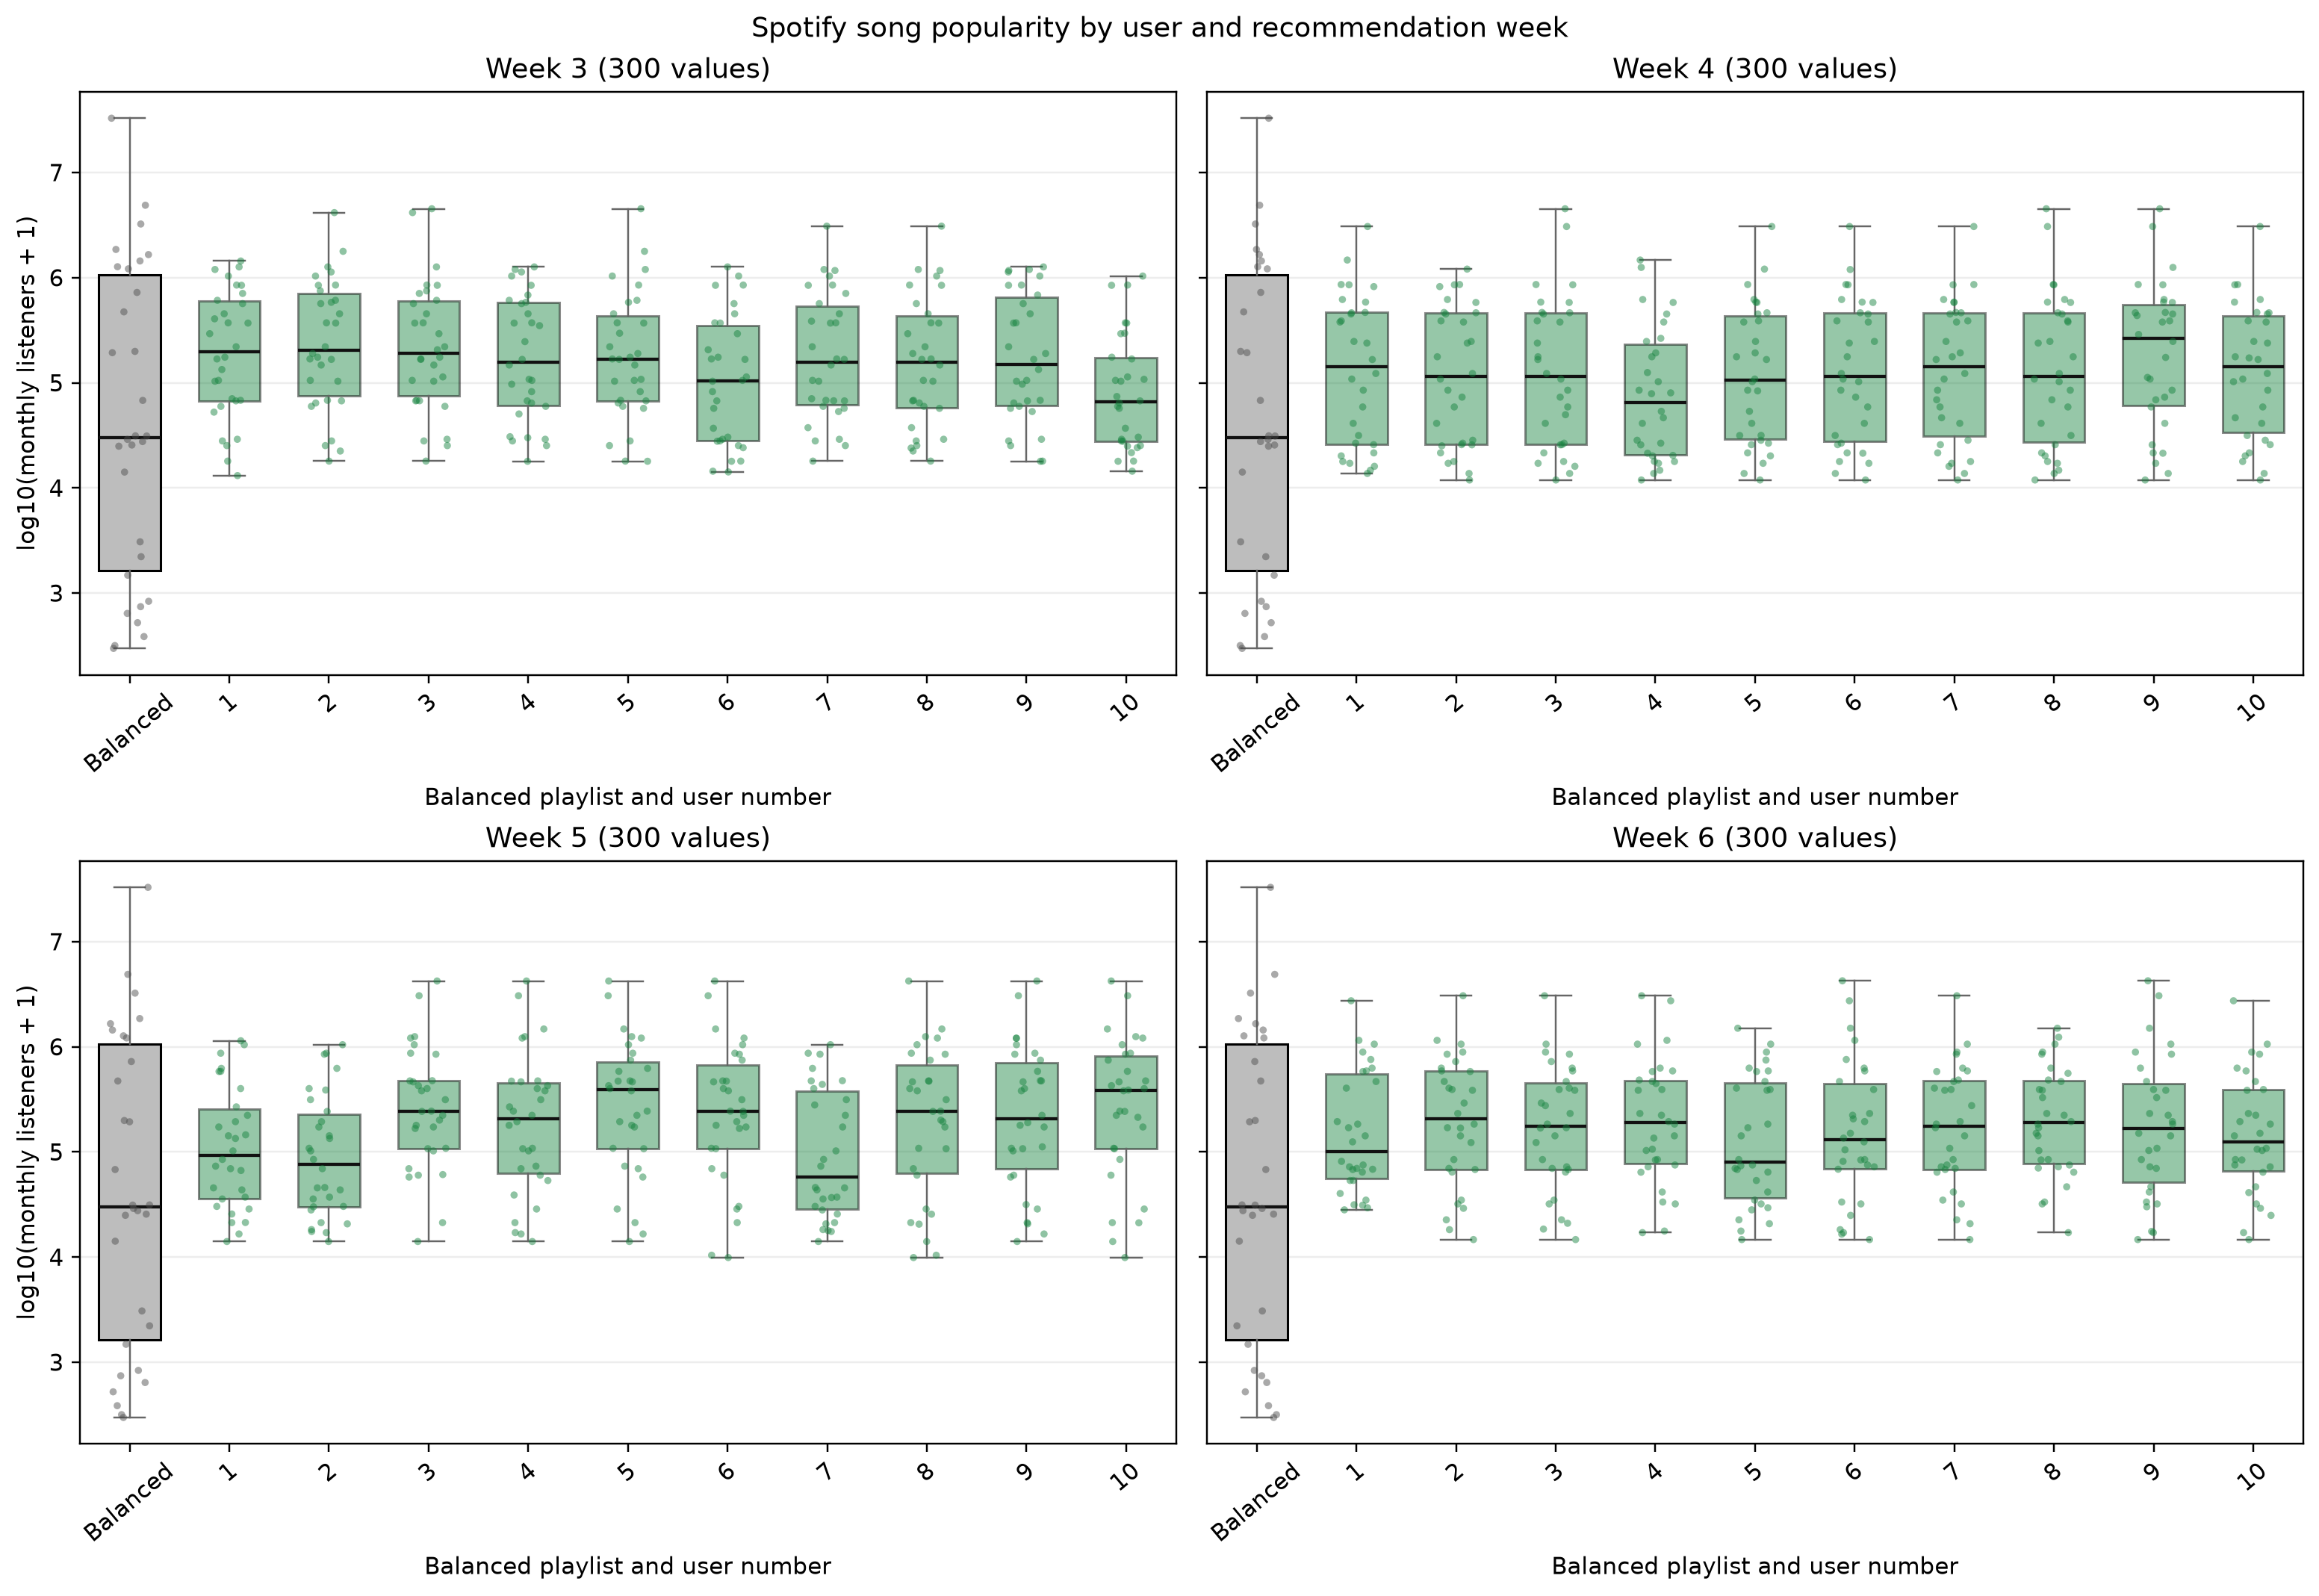 Spotify song popularity by user and recommendation week
Week 3 (300 values)
Week 4 (300 values)
log10(monthly listeners + 1)
7
6
5
4
3
Balanced 1 2 3 4 5 6 7 8 9 10
Balanced 1 2 3 4 5 6 7 8 9 10
Balanced playlist and user number
Balanced playlist and user number
Week 5 (300 values)
Week 6 (300 values)
log10(monthly listeners + 1)
7
6
5
4
3
Balanced 1 2 3 4 5 6 7 8 9 10
Balanced 1 2 3 4 5 6 7 8 9 10
Balanced playlist and user number
Balanced playlist and user number